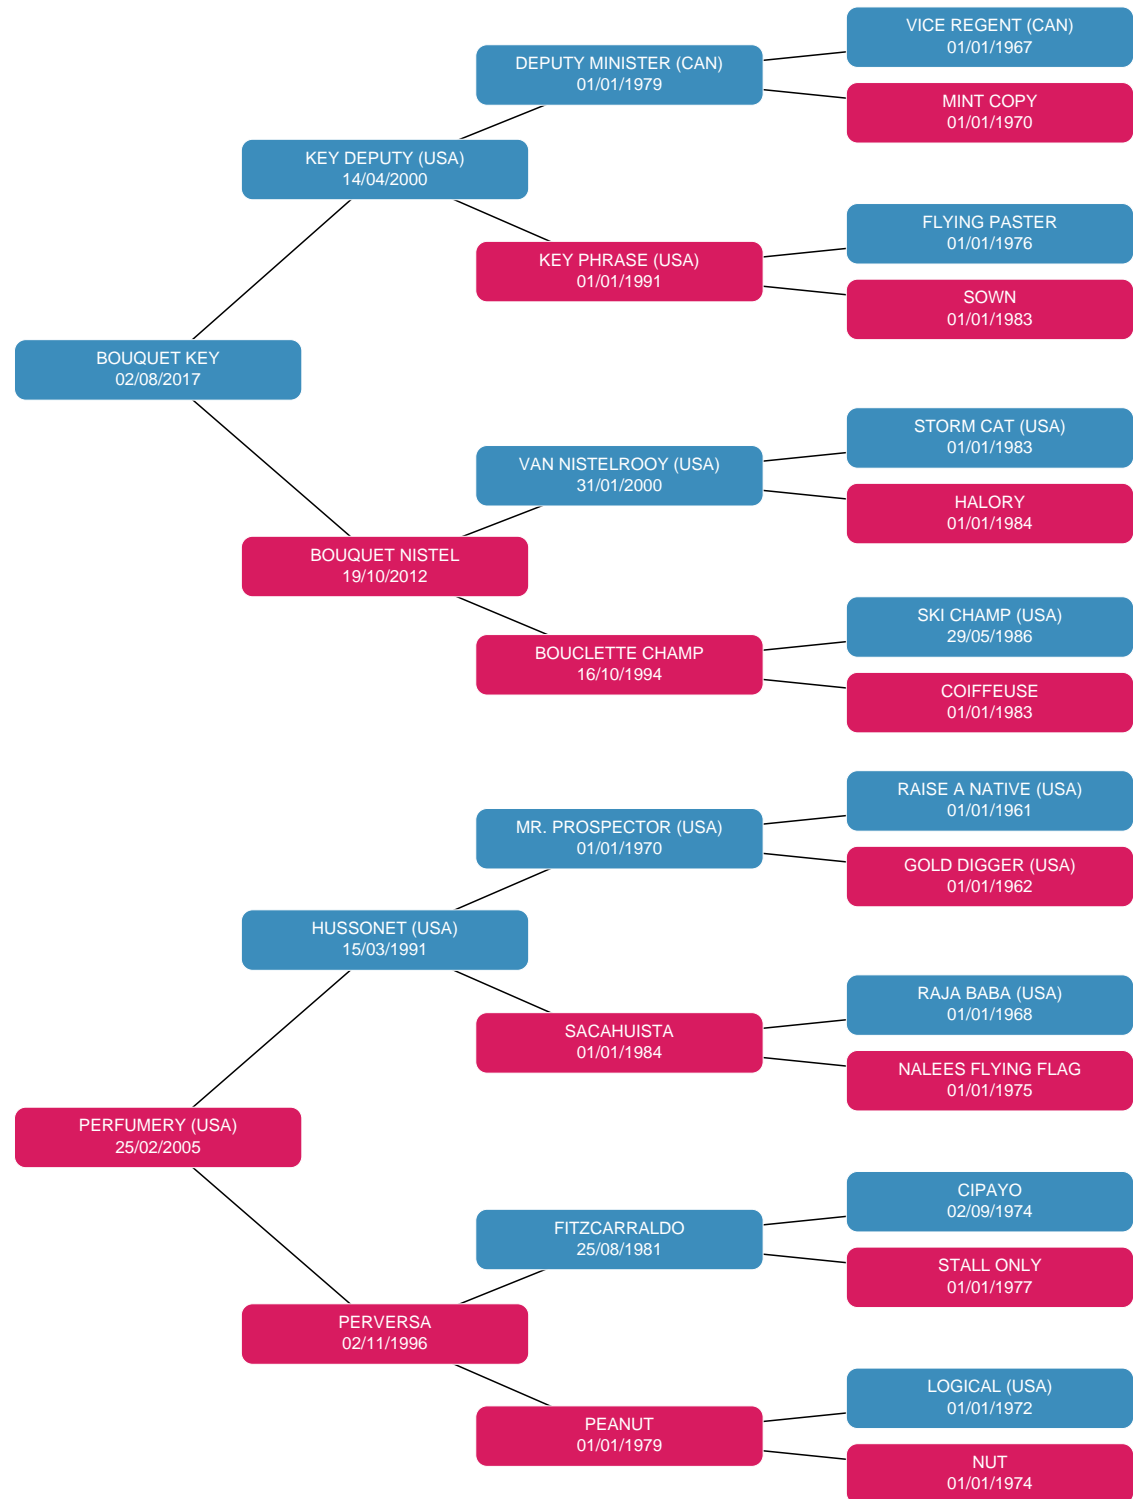 VICE REGENT (CAN)
01/01/1967
DEPUTY MINISTER (CAN)
01/01/1979
MINT COPY
01/01/1970
KEY DEPUTY (USA)
14/04/2000
FLYING PASTER
01/01/1976
KEY PHRASE (USA)
01/01/1991
SOWN
01/01/1983
BOUQUET KEY
02/08/2017
STORM CAT (USA)
01/01/1983
VAN NISTELROOY (USA)
31/01/2000
HALORY
01/01/1984
BOUQUET NISTEL
19/10/2012
SKI CHAMP (USA)
29/05/1986
BOUCLETTE CHAMP
16/10/1994
COIFFEUSE
01/01/1983
RAISE A NATIVE (USA)
01/01/1961
MR. PROSPECTOR (USA)
01/01/1970
GOLD DIGGER (USA)
01/01/1962
HUSSONET (USA)
15/03/1991
RAJA BABA (USA)
01/01/1968
SACAHUISTA
01/01/1984
NALEES FLYING FLAG
01/01/1975
PERFUMERY (USA)
25/02/2005
CIPAYO
02/09/1974
FITZCARRALDO
25/08/1981
STALL ONLY
01/01/1977
PERVERSA
02/11/1996
LOGICAL (USA)
01/01/1972
PEANUT
01/01/1979
NUT
01/01/1974